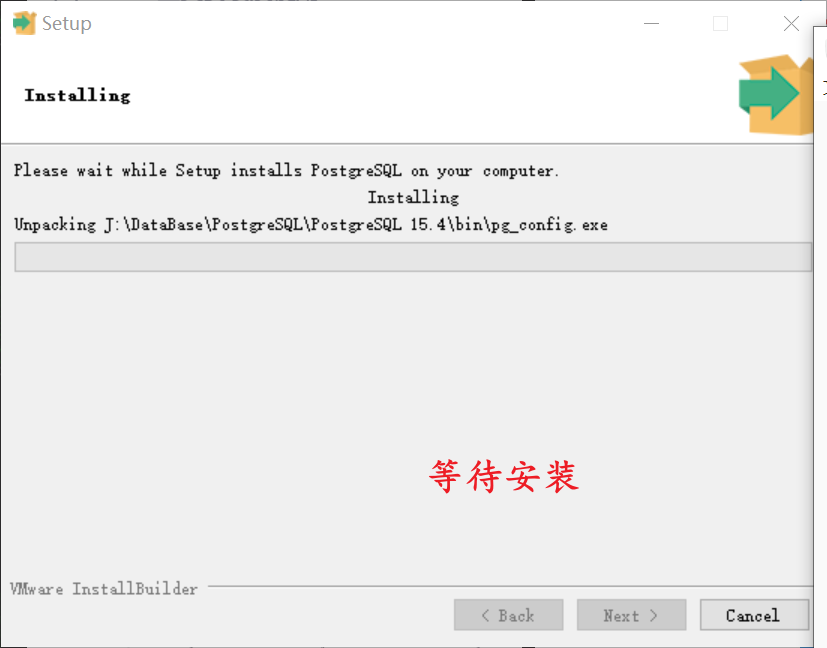 Setup
Installing
Please wait while Setup installs PostgreSQL on your computer.
Installing
Unpacking J:\DataBase\PostgreSQL\PostgreSQL 15.4\bin\pg_config.exe
等待安装
VMware InstallBuilder
< Back
Next >
Cancel